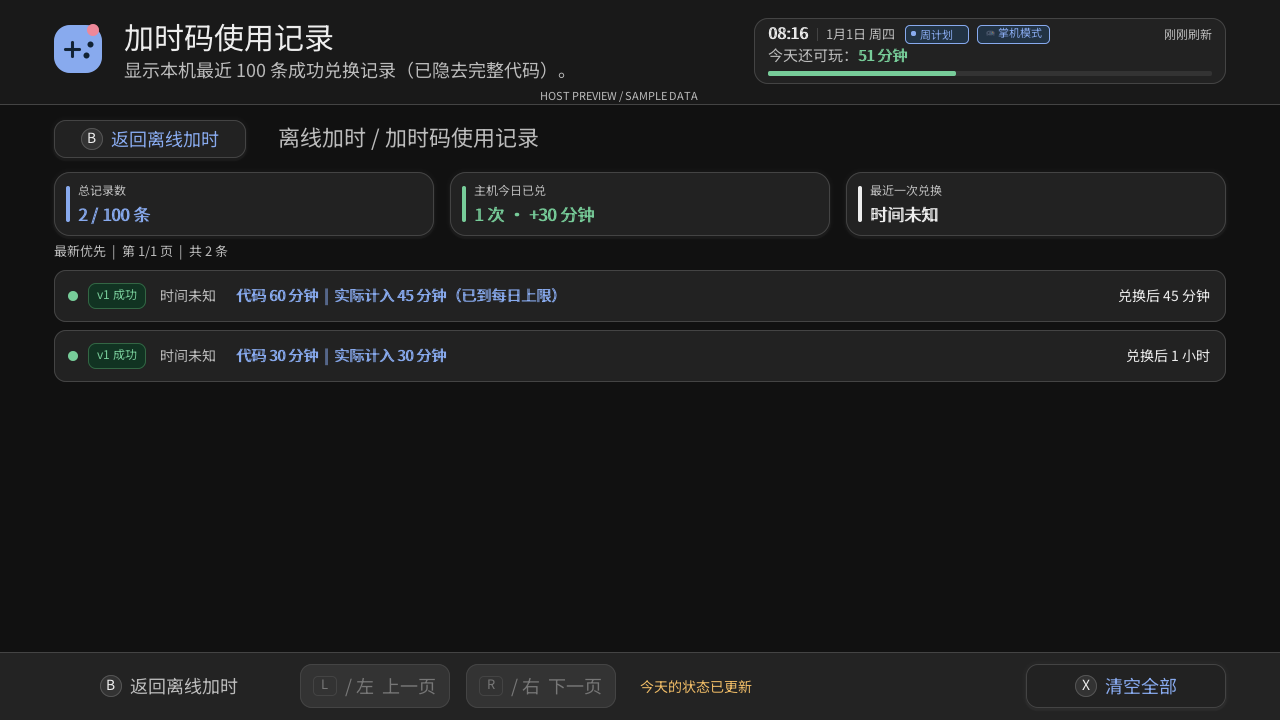 加时码使用记录
显示本机最近 100 条成功兑换记录（已隐去完整代码）。
08:16 | 1月1日 周四 周计划 掌机模式 刚刚刷新
今天还可玩：51 分钟
HOST PREVIEW / SAMPLE DATA
B 返回离线加时 离线加时 / 加时码使用记录
总记录数
2 / 100 条
主机今日已兑
1 次 · +30 分钟
最近一次兑换
时间未知
最新优先 | 第 1/1 页 | 共 2 条
v1 成功 时间未知 代码 60 分钟 | 实际计入 45 分钟（已到每日上限） 兑换后 45 分钟
v1 成功 时间未知 代码 30 分钟 | 实际计入 30 分钟 兑换后 1 小时
B 返回离线加时 L / 左 上一页 R / 右 下一页 今天的状态已更新 X 清空全部